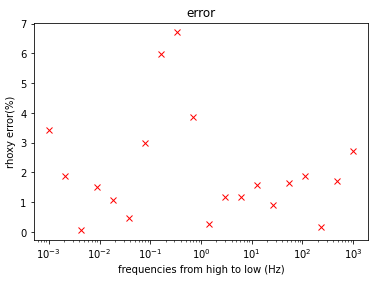 error
rhoxy error(%)
7
6
5
4
3
2
1
0
10⁻³ 10⁻² 10⁻¹ 10⁰ 10¹ 10² 10³
frequencies from high to low (Hz)